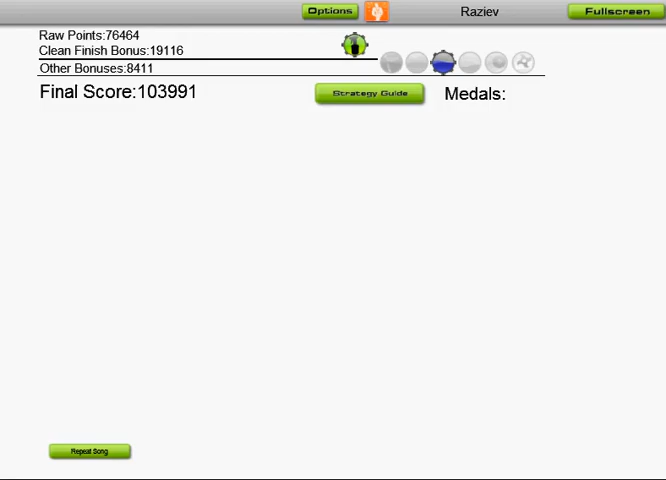 Options
Raziev
Fullscreen
Raw Points:76464
Clean Finish Bonus:19116
Other Bonuses:8411
Final Score:103991
Strategy Guide
Medals:
Repeat Song